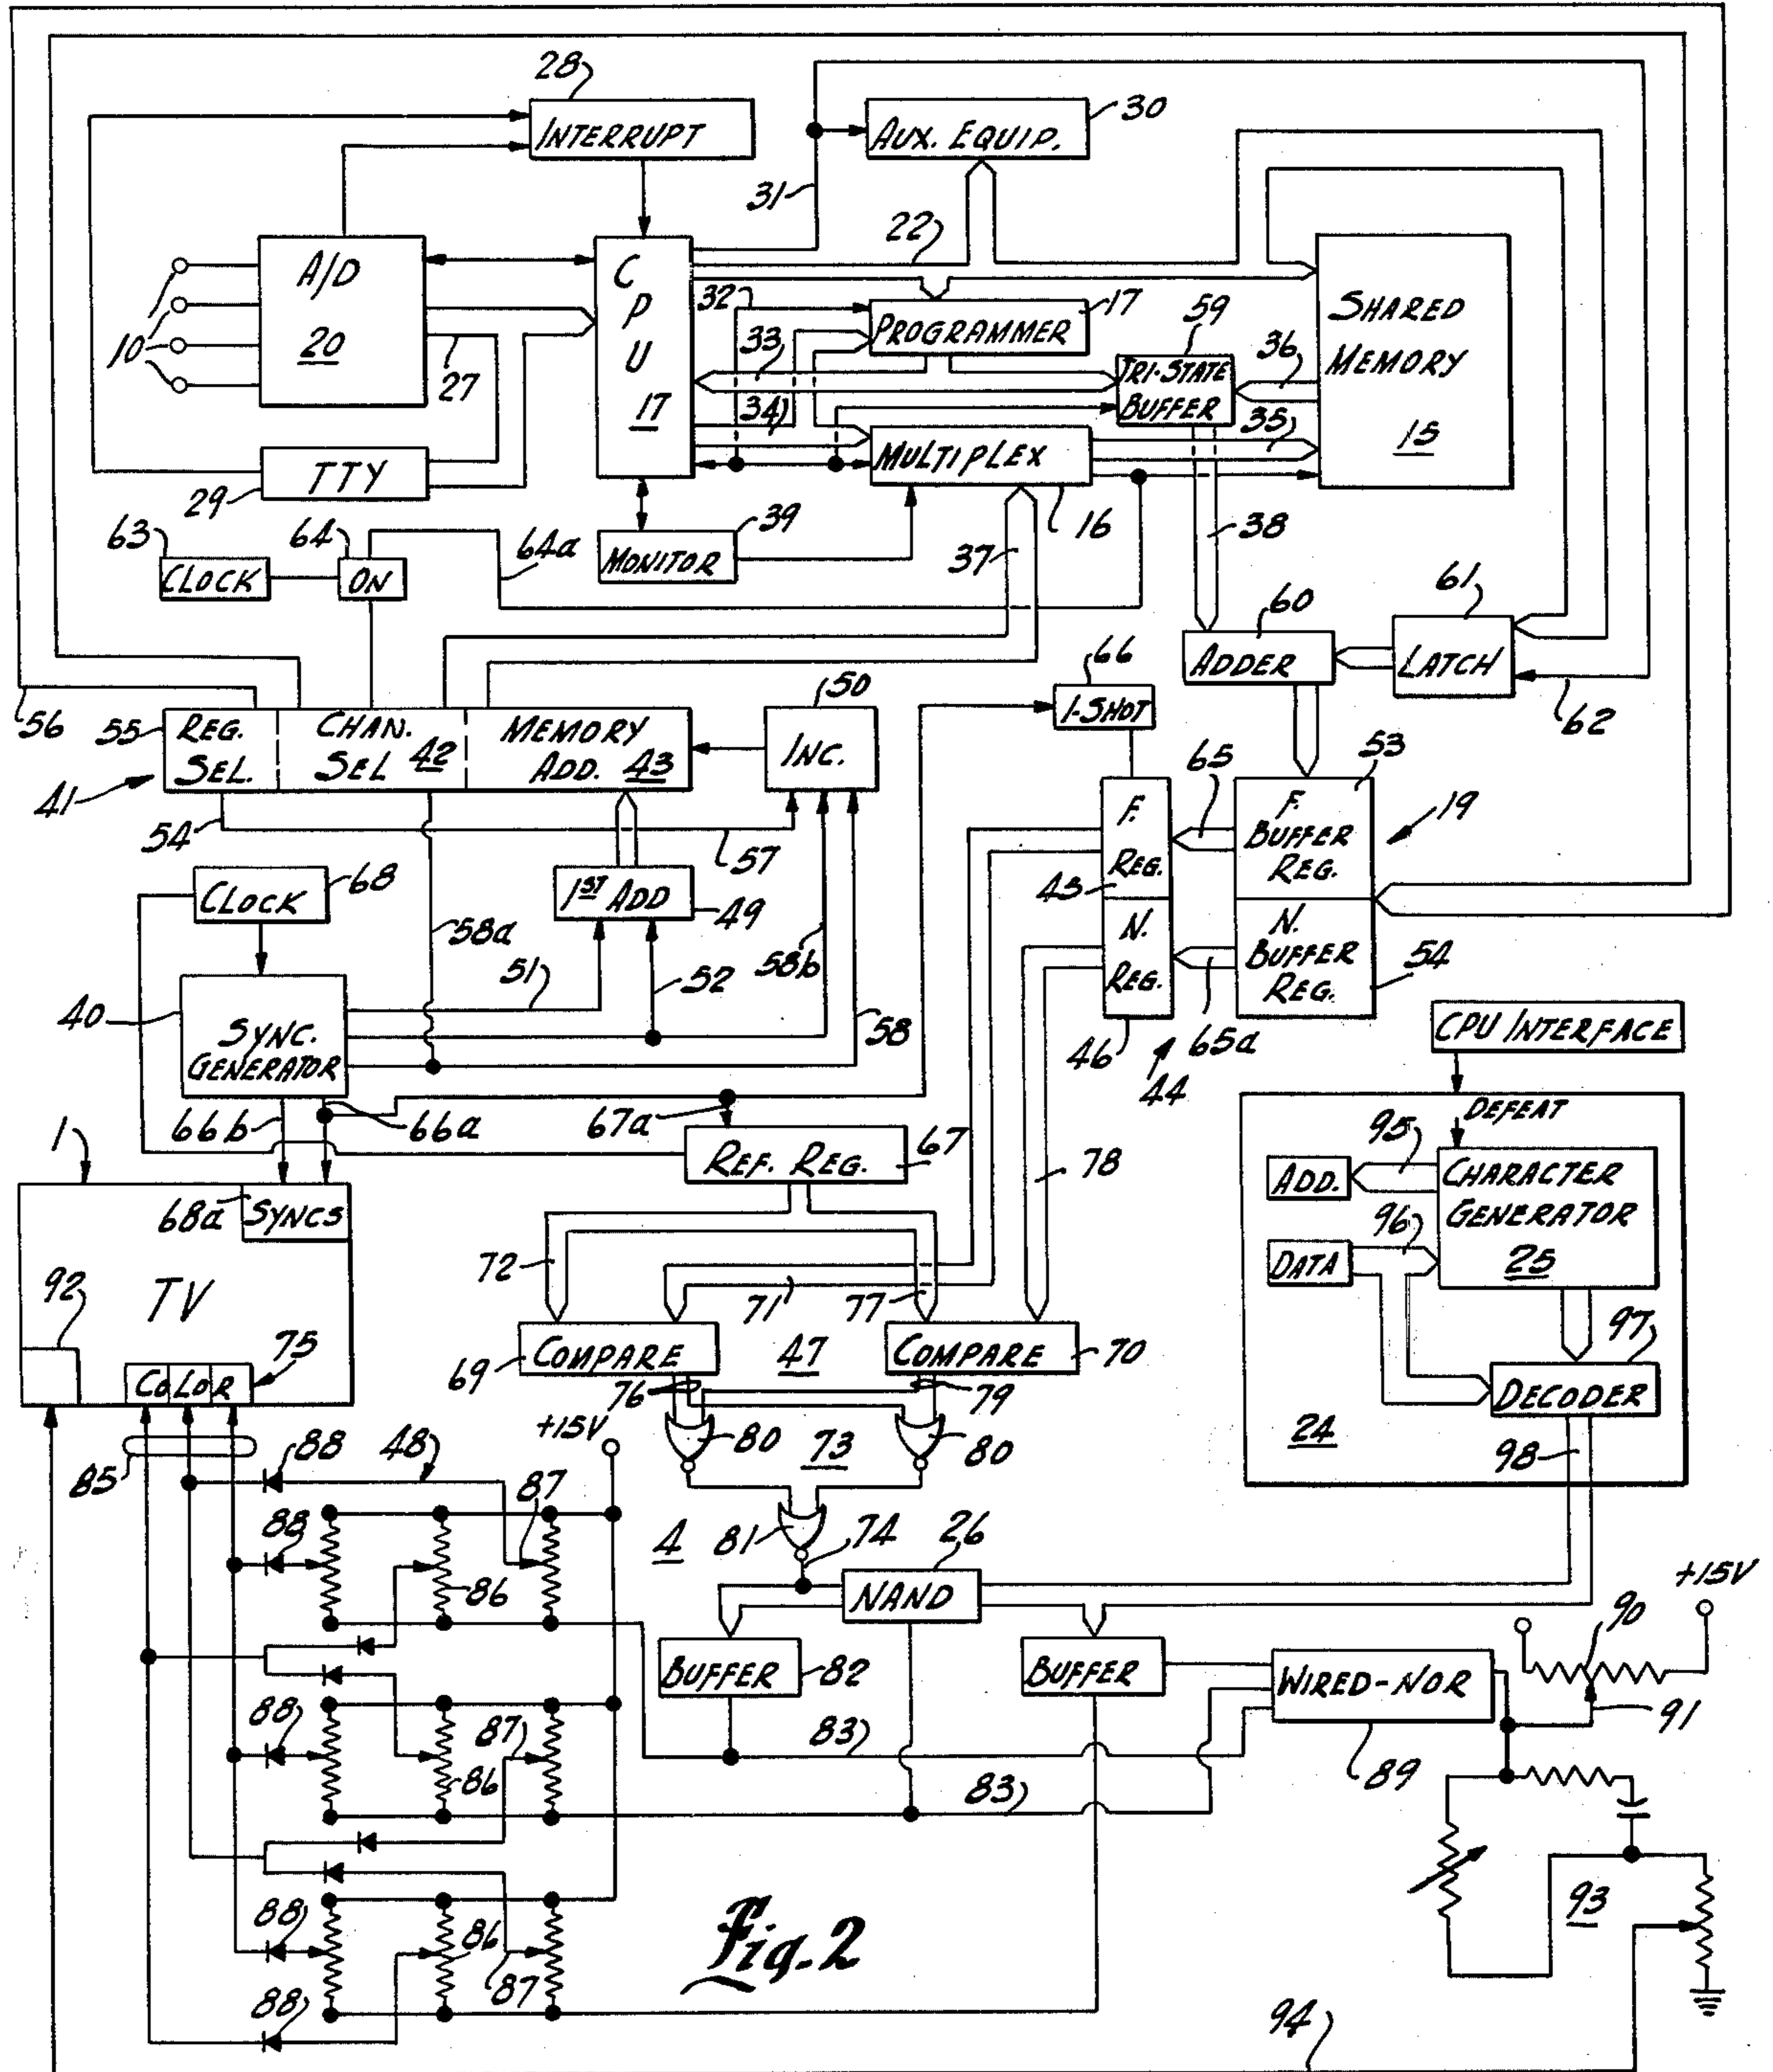 28
INTERRUPT
AUX. EQUIP.
30
31
22
A/D
20
10
27
CPU
17
32
PROGRAMMER
17
59
33
34
TRI-STATE
BUFFER
36
SHARED
MEMORY
15
35
MULTIPLEX
16
TTY
29
63
CLOCK
64
ON
64a
39
MONITOR
37
38
60
ADDER
61
LATCH
62
66
1-SHOT
50
INC.
56
55
REG.
SEL.
CHAN.
SEL 42
MEMORY
ADD. 43
41
54
57
65
53
F.
BUFFER
REG.
19
F.
REG.
45
N.
REG.
46
N.
BUFFER
REG.
54
65a
44
68
CLOCK
1ST ADD
49
58a
51
52
58b
58
40
SYNC.
GENERATOR
66b
66a
67a
REF. REG.
67
CPU INTERFACE
DEFEAT
95
ADD.
CHARACTER
GENERATOR
25
96
DATA
97
DECODER
24
98
1
68a
SYNCS
TV
92
COLOR
75
72
71
77
78
69
COMPARE
47
COMPARE
70
76
79
+15V
80
73
80
85
88
48
87
81
4
74
26
NAND
88
86
BUFFER
82
BUFFER
WIRED-NOR
89
90
+15V
91
83
88
87
86
83
93
88
86
87
88
Fig. 2
94